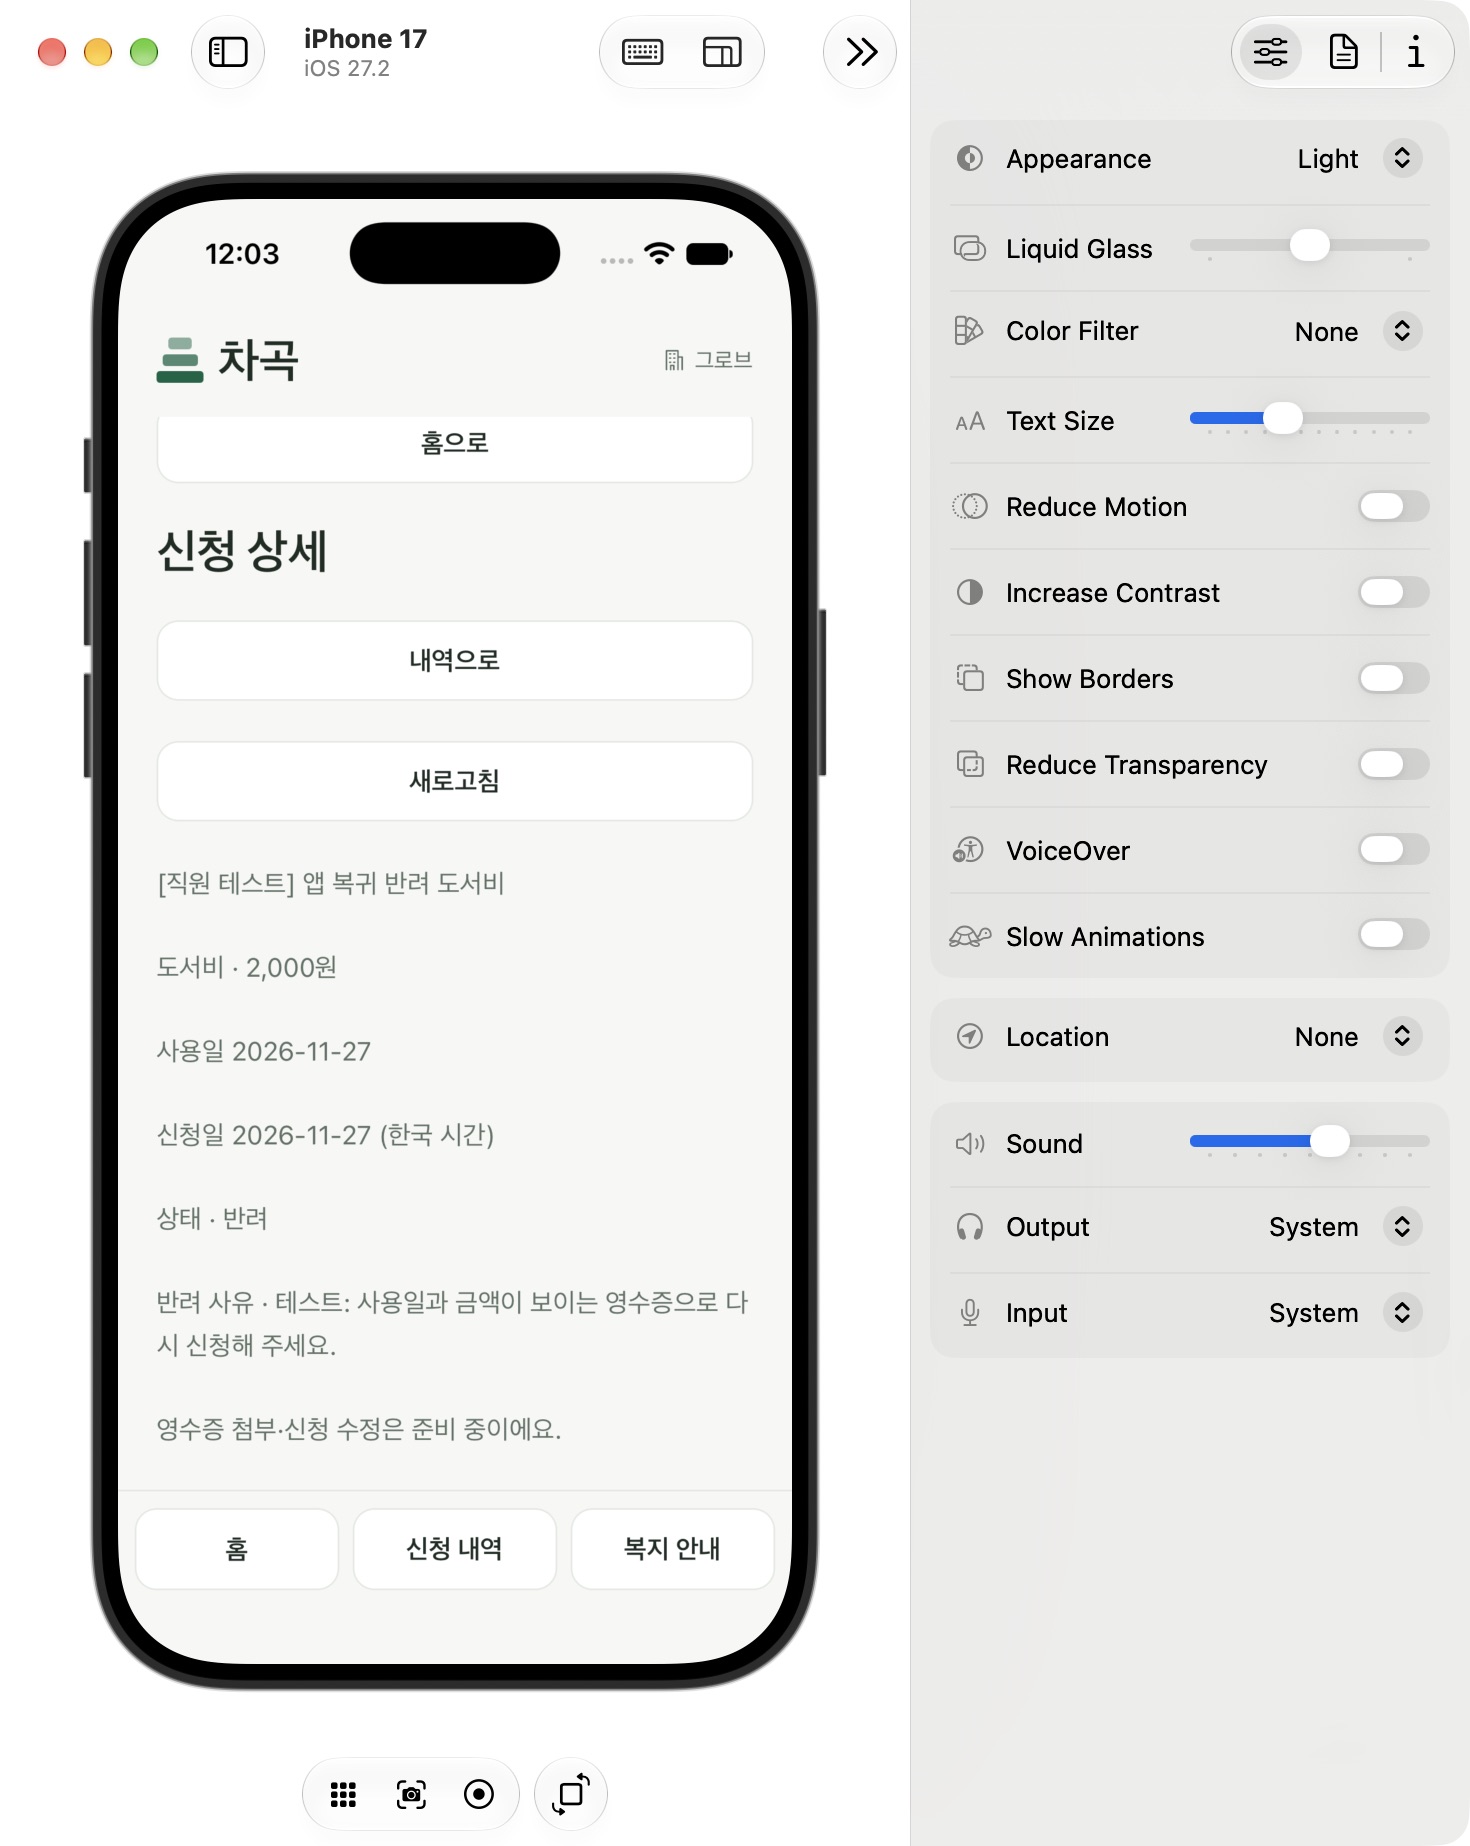 iPhone 17
iOS 27.2
12:03
차곡
그로브
홈으로
신청 상세
내역으로
새로고침
[직원 테스트] 앱 복귀 반려 도서비
도서비 · 2,000원
사용일 2026-11-27
신청일 2026-11-27 (한국 시간)
상태 · 반려
반려 사유 · 테스트: 사용일과 금액이 보이는 영수증으로 다
시 신청해 주세요.
영수증 첨부·신청 수정은 준비 중이에요.
홈
신청 내역
복지 안내
Appearance
Light
Liquid Glass
Color Filter
None
AA
Text Size
Reduce Motion
Increase Contrast
Show Borders
Reduce Transparency
VoiceOver
Slow Animations
Location
None
Sound
Output
System
Input
System